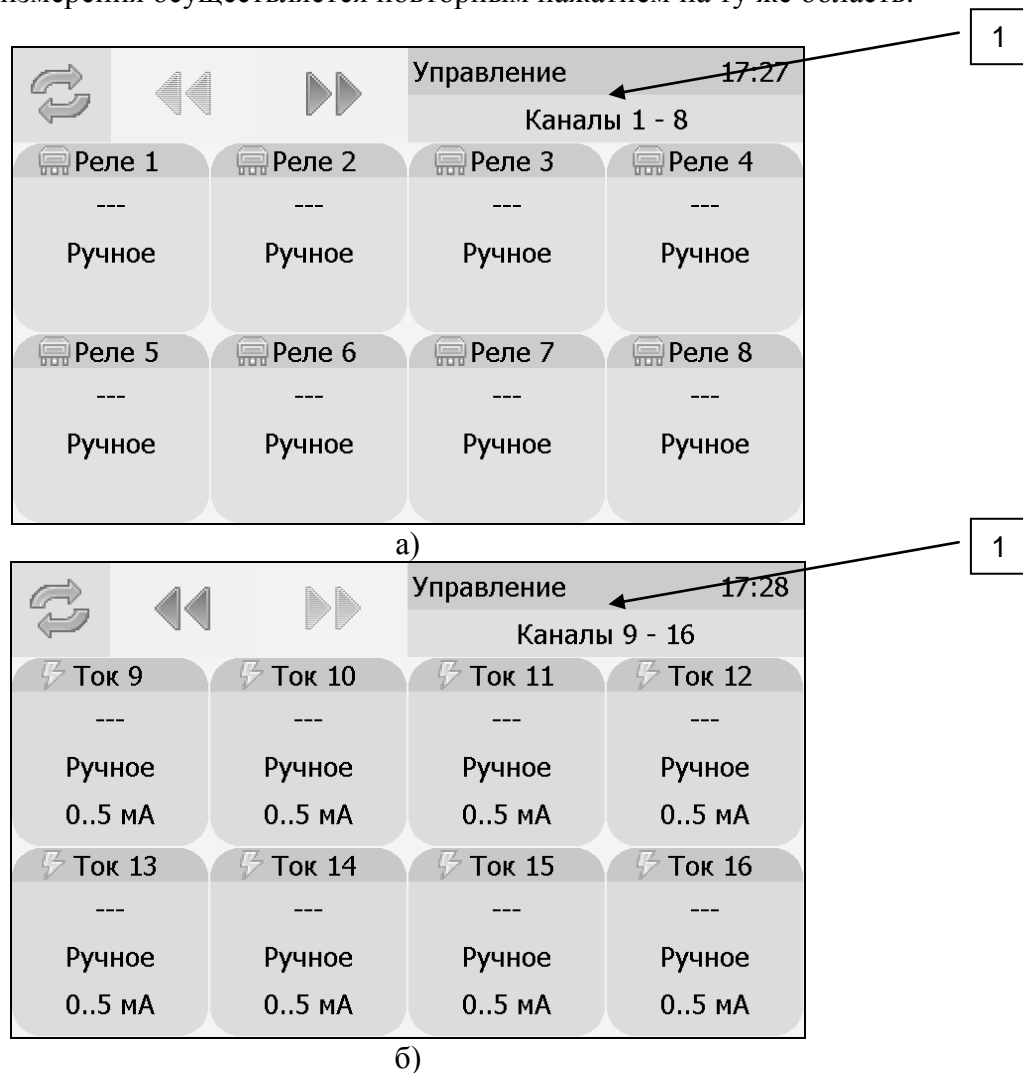 измерения осуществляется повторным нажатием на ту же область.
1
Управление 17:27
Каналы 1 - 8
Реле 1 Реле 2 Реле 3 Реле 4
--- --- --- ---
Ручное Ручное Ручное Ручное
Реле 5 Реле 6 Реле 7 Реле 8
--- --- --- ---
Ручное Ручное Ручное Ручное
а)
1
Управление 17:28
Каналы 9 - 16
Ток 9 Ток 10 Ток 11 Ток 12
--- --- --- ---
Ручное Ручное Ручное Ручное
0..5 мА 0..5 мА 0..5 мА 0..5 мА
Ток 13 Ток 14 Ток 15 Ток 16
--- --- --- ---
Ручное Ручное Ручное Ручное
0..5 мА 0..5 мА 0..5 мА 0..5 мА
б)